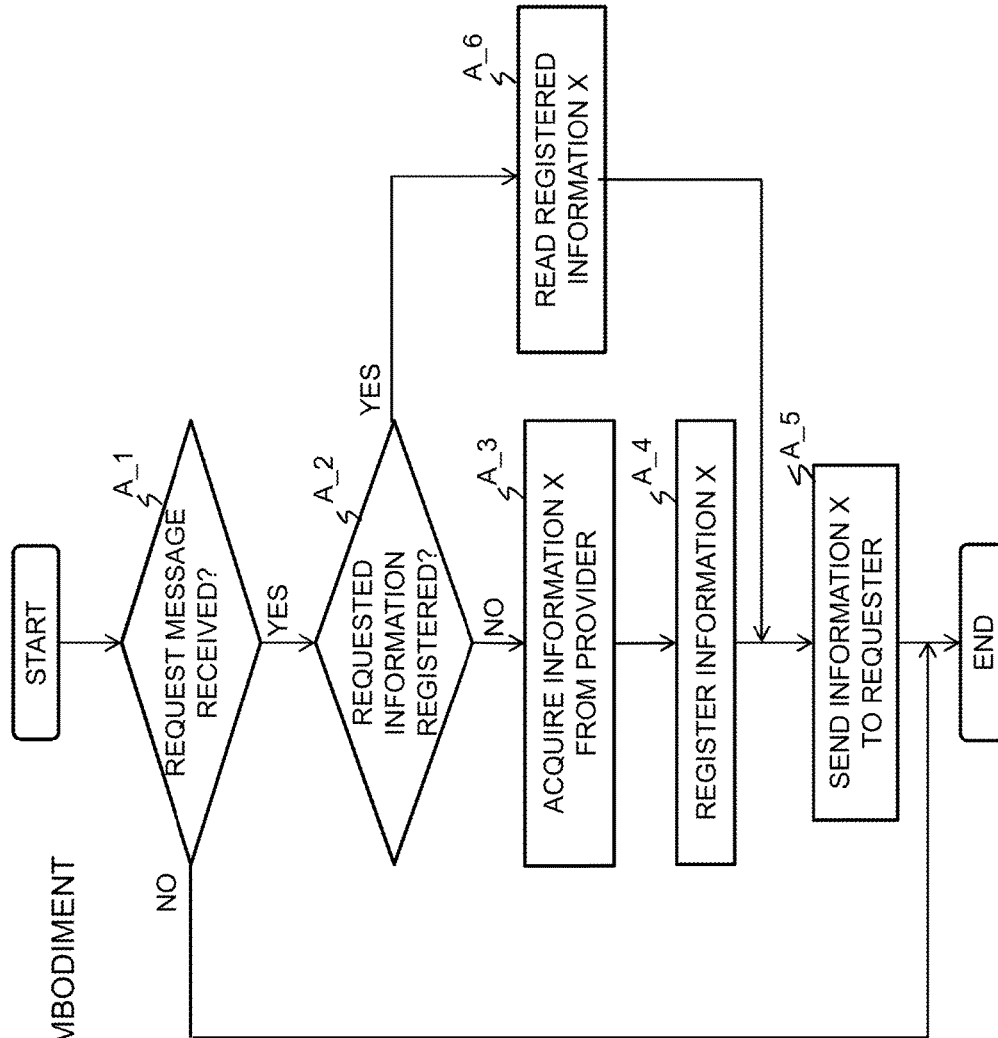 MBODIMENT
START
REQUEST MESSAGE
RECEIVED?
A_1
NO
YES
REQUESTED
INFORMATION
REGISTERED?
A_2
YES
NO
ACQUIRE INFORMATION X
FROM PROVIDER
A_3
READ REGISTERED
INFORMATION X
A_6
REGISTER INFORMATION X
A_4
SEND INFORMATION X
TO REQUESTER
A_5
END